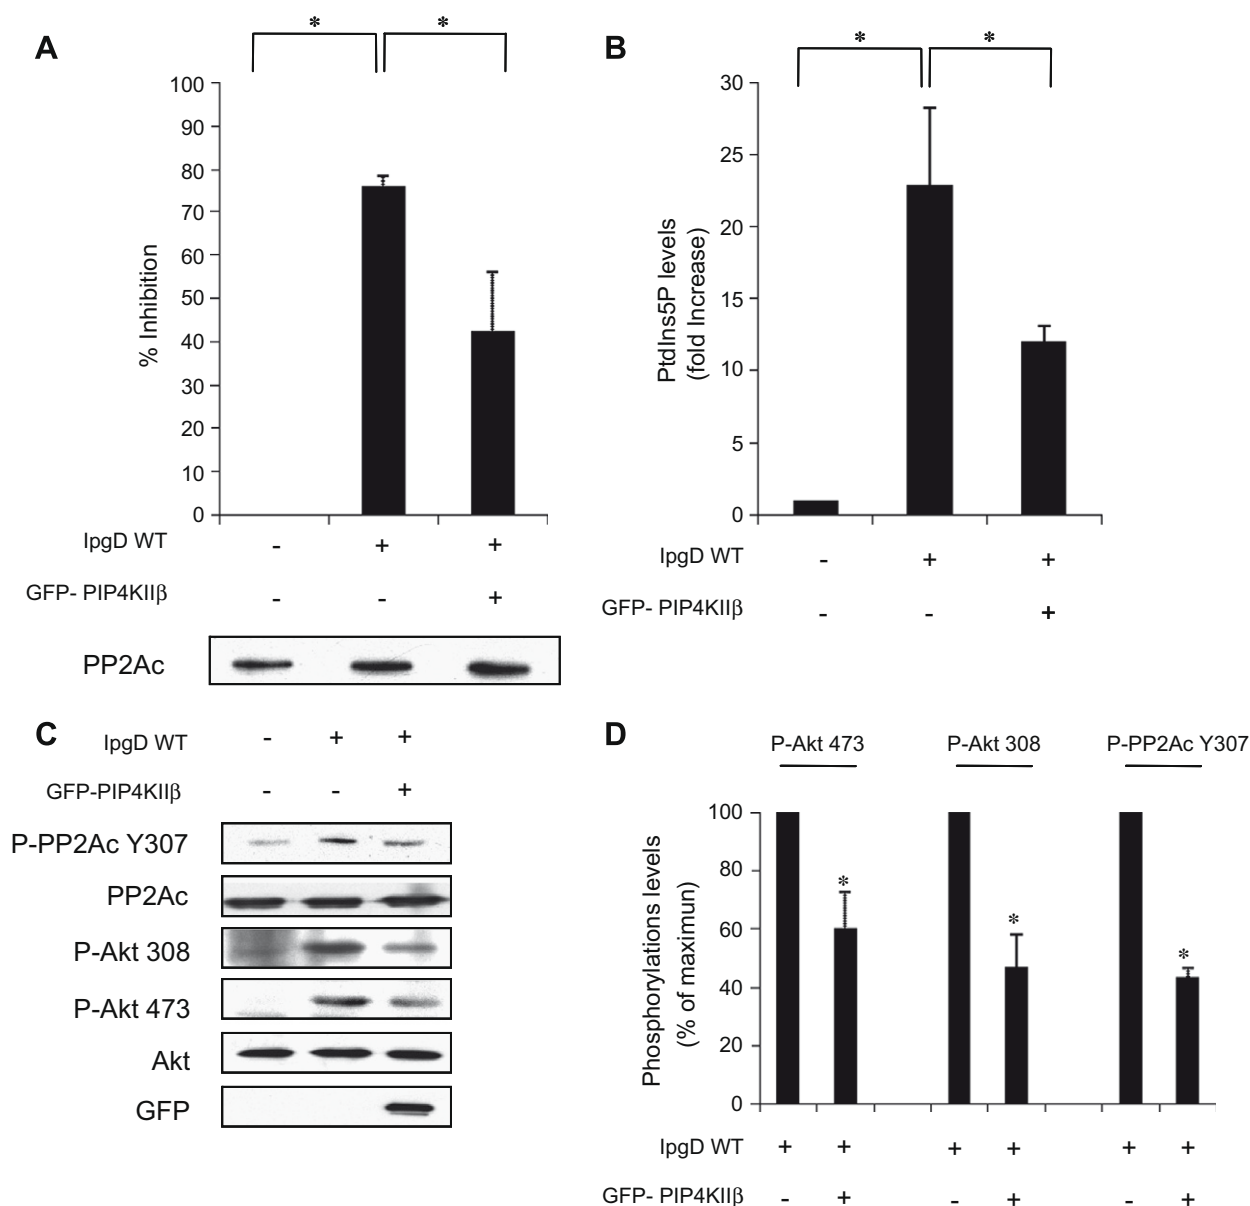 A
* *
100
90
80
70
60
50
40
30
20
10
0
% Inhibition
IpgD WT - + +
GFP- PIP4KIIβ - - +
PP2Ac
B
* *
30
25
20
15
10
5
0
PtdIns5P levels
(fold Increase)
IpgD WT - + +
GFP- PIP4KIIβ - - +
C
IpgD WT - + +
GFP-PIP4KIIβ - - +
P-PP2Ac Y307
PP2Ac
P-Akt 308
P-Akt 473
Akt
GFP
D
P-Akt 473 P-Akt 308 P-PP2Ac Y307
100
80
60
40
20
0
Phosphorylations levels
(% of maximun)
* * *
IpgD WT + + + + + +
GFP- PIP4KIIβ - + - + - +